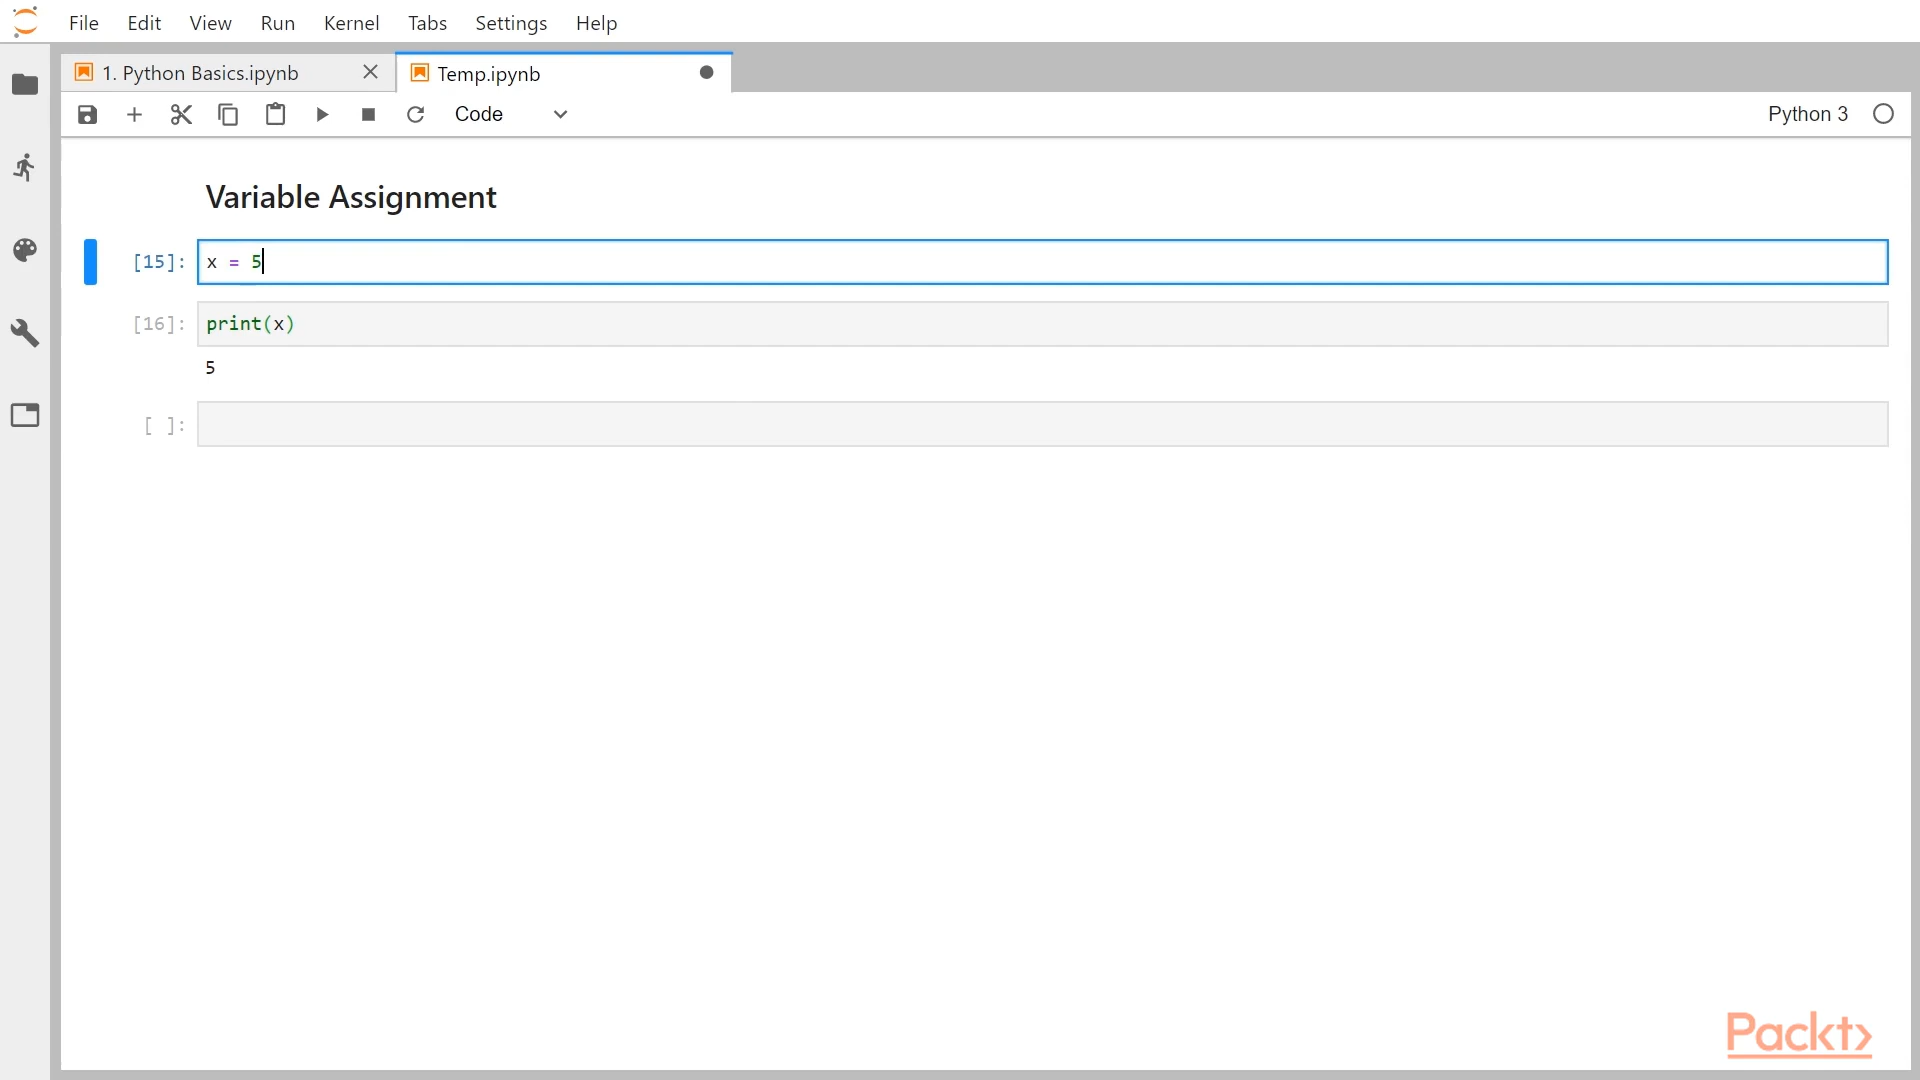 File Edit View Run Kernel Tabs Settings Help
1. Python Basics.ipynb Temp.ipynb
Code Python 3
Variable Assignment
[15]: x = 5
[16]: print(x)
5
[ ]:
Packt>